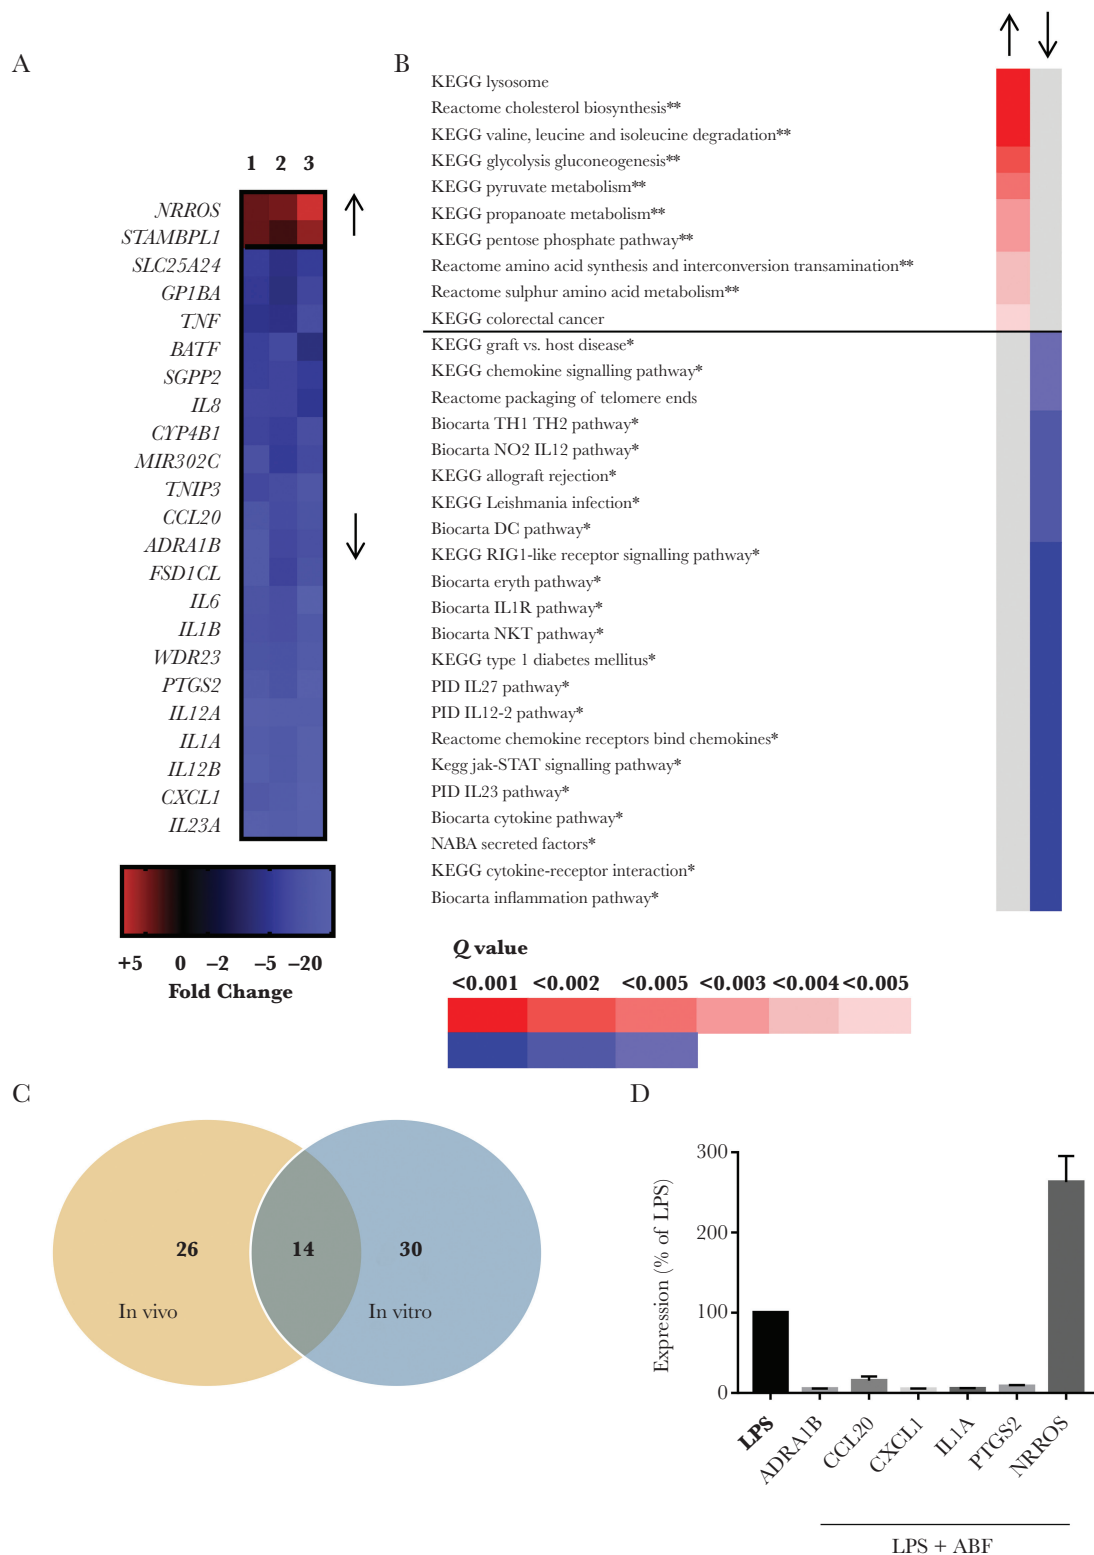 A
1 2 3
NRROS
STAMBPL1
SLC25A24
GP1BA
TNF
BATF
SGPP2
IL8
CYP4B1
MIR302C
TNIP3
CCL20
ADRA1B
FSD1CL
IL6
IL1B
WDR23
PTGS2
IL12A
IL1A
IL12B
CXCL1
IL23A
+5 0 –2 –5 –20
Fold Change
B
KEGG lysosome
Reactome cholesterol biosynthesis**
KEGG valine, leucine and isoleucine degradation**
KEGG glycolysis gluconeogenesis**
KEGG pyruvate metabolism**
KEGG propanoate metabolism**
KEGG pentose phosphate pathway**
Reactome amino acid synthesis and interconversion transamination**
Reactome sulphur amino acid metabolism**
KEGG colorectal cancer
KEGG graft vs. host disease*
KEGG chemokine signalling pathway*
Reactome packaging of telomere ends
Biocarta TH1 TH2 pathway*
Biocarta NO2 IL12 pathway*
KEGG allograft rejection*
KEGG Leishmania infection*
Biocarta DC pathway*
KEGG RIG1-like receptor signalling pathway*
Biocarta eryth pathway*
Biocarta IL1R pathway*
Biocarta NKT pathway*
KEGG type 1 diabetes mellitus*
PID IL27 pathway*
PID IL12-2 pathway*
Reactome chemokine receptors bind chemokines*
Kegg jak-STAT signalling pathway*
PID IL23 pathway*
Biocarta cytokine pathway*
NABA secreted factors*
KEGG cytokine-receptor interaction*
Biocarta inflammation pathway*
Q value
<0.001 <0.002 <0.005 <0.003 <0.004 <0.005
C
26 14 30
In vivo In vitro
D
Expression (% of LPS)
300
200
100
0
LPS ADRA1B CCL20 CXCL1 IL1A PTGS2 NRROS
LPS + ABF